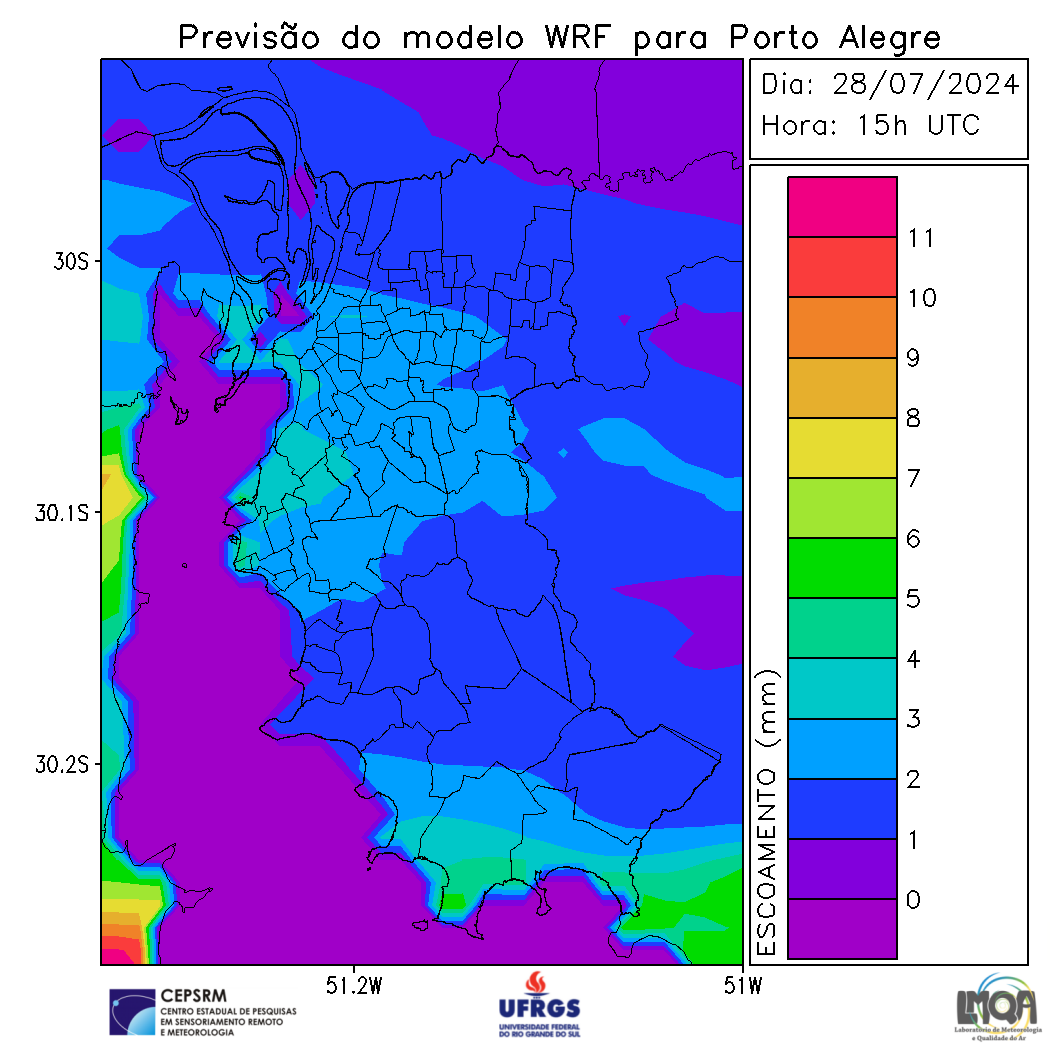 Previsão do modelo WRF para Porto Alegre
Dia: 28/07/2024
Hora: 15h UTC
30S
30.1S
30.2S
51.2W
51W
11
10
9
8
7
6
5
4
3
2
1
0
ESCOAMENTO (mm)
CEPSRM
CENTRO ESTADUAL DE PESQUISAS
EM SENSORIAMENTO REMOTO
E METEOROLOGIA
UFRGS
UNIVERSIDADE FEDERAL
DO RIO GRANDE DO SUL
LMQA
Laboratório de Meteorologia
e Qualidade do Ar